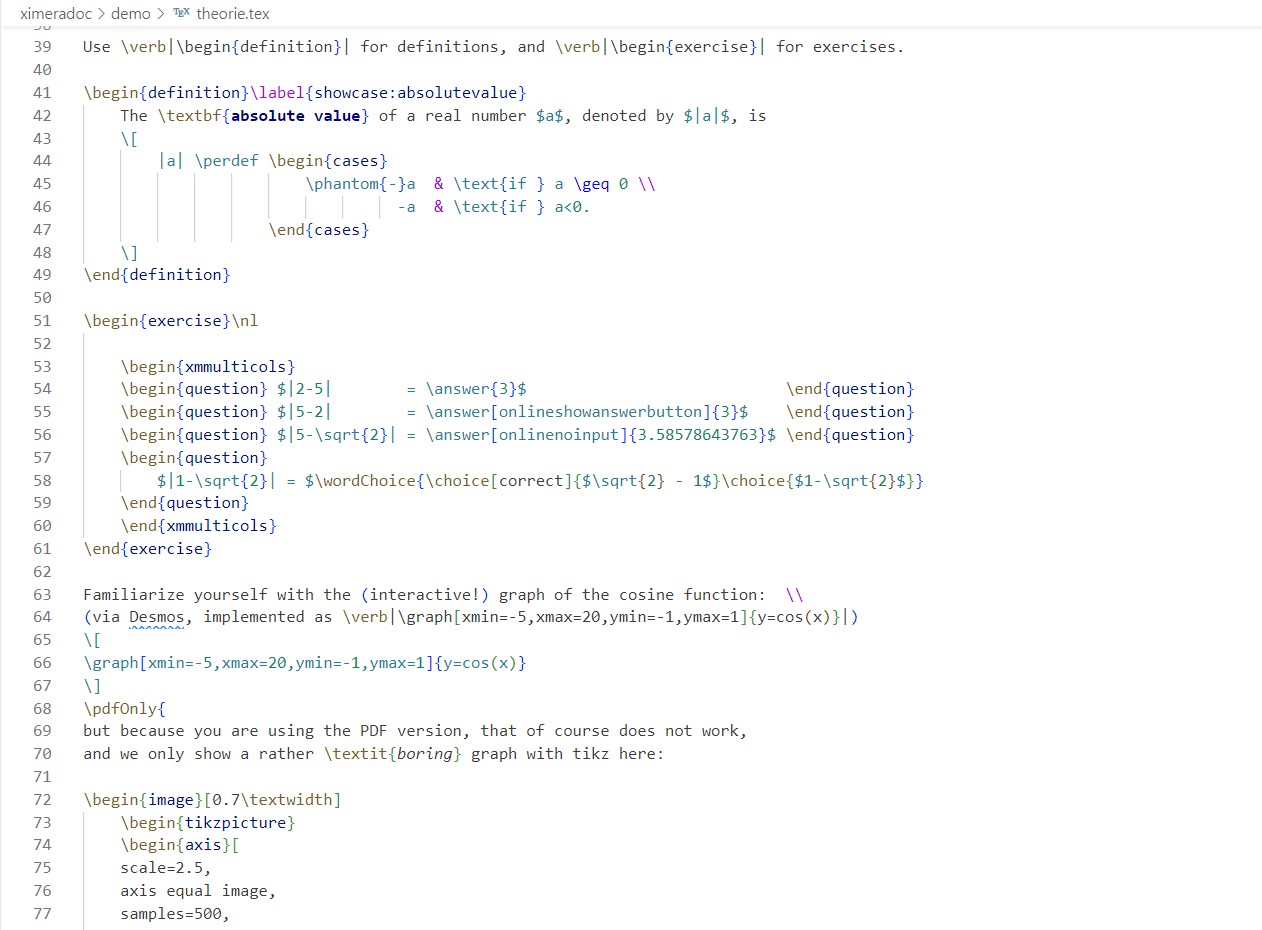 ximeradoc > demo > TEX theorie.tex
38
39 Use \verb|\begin{definition}| for definitions, and \verb|\begin{exercise}| for exercises.
40
41 \begin{definition}\label{showcase:absolutevalue}
42 The \textbf{absolute value} of a real number $a$, denoted by $|a|$, is
43 \[
44 |a| \perdef \begin{cases}
45 \phantom{-}a & \text{if } a \geq 0 \\
46 -a & \text{if } a<0.
47 \end{cases}
48 \]
49 \end{definition}
50
51 \begin{exercise}\nl
52
53 \begin{xmmulticols}
54 \begin{question} $|2-5| = \answer{3}$ \end{question}
55 \begin{question} $|5-2| = \answer[onlineshowanswerbutton]{3}$ \end{question}
56 \begin{question} $|5-\sqrt{2}| = \answer[onlinenoinput]{3.58578643763}$ \end{question}
57 \begin{question}
58 $|1-\sqrt{2}| = $\wordChoice{\choice[correct]{$\sqrt{2} - 1$}\choice{$1-\sqrt{2}$}}
59 \end{question}
60 \end{xmmulticols}
61 \end{exercise}
62
63 Familiarize yourself with the (interactive!) graph of the cosine function: \\
64 (via Desmos, implemented as \verb|\graph[xmin=-5,xmax=20,ymin=-1,ymax=1]{y=cos(x)}|)
65 \[
66 \graph[xmin=-5,xmax=20,ymin=-1,ymax=1]{y=cos(x)}
67 \]
68 \pdfOnly{
69 but because you are using the PDF version, that of course does not work,
70 and we only show a rather \textit{boring} graph with tikz here:
71
72 \begin{image}[0.7\textwidth]
73 \begin{tikzpicture}
74 \begin{axis}[
75 scale=2.5,
76 axis equal image,
77 samples=500,